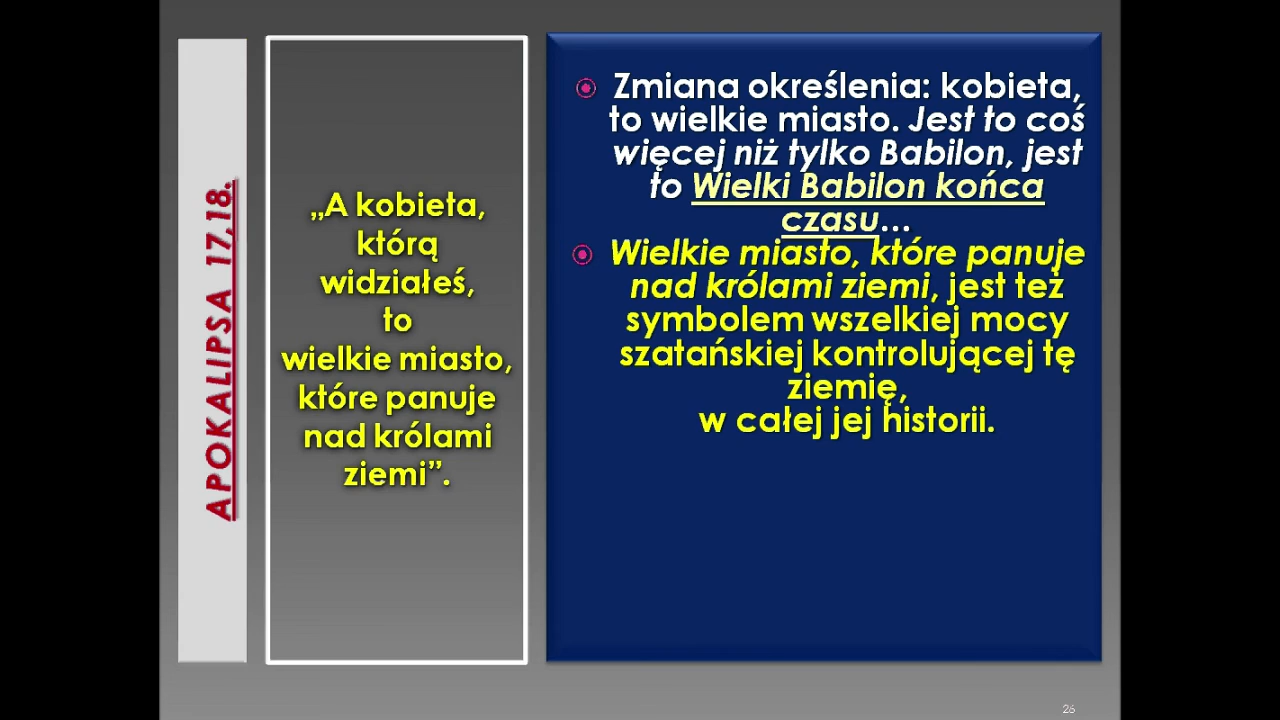 APOKALIPSA 17,18.
„A kobieta,
którą
widziałeś,
to
wielkie miasto,
które panuje
nad królami
ziemi”.
Zmiana określenia: kobieta,
to wielkie miasto. Jest to coś
więcej niż tylko Babilon, jest
to Wielki Babilon końca
czasu...
Wielkie miasto, które panuje
nad królami ziemi, jest też
symbolem wszelkiej mocy
szatańskiej kontrolującej tę
ziemię,
w całej jej historii.
26